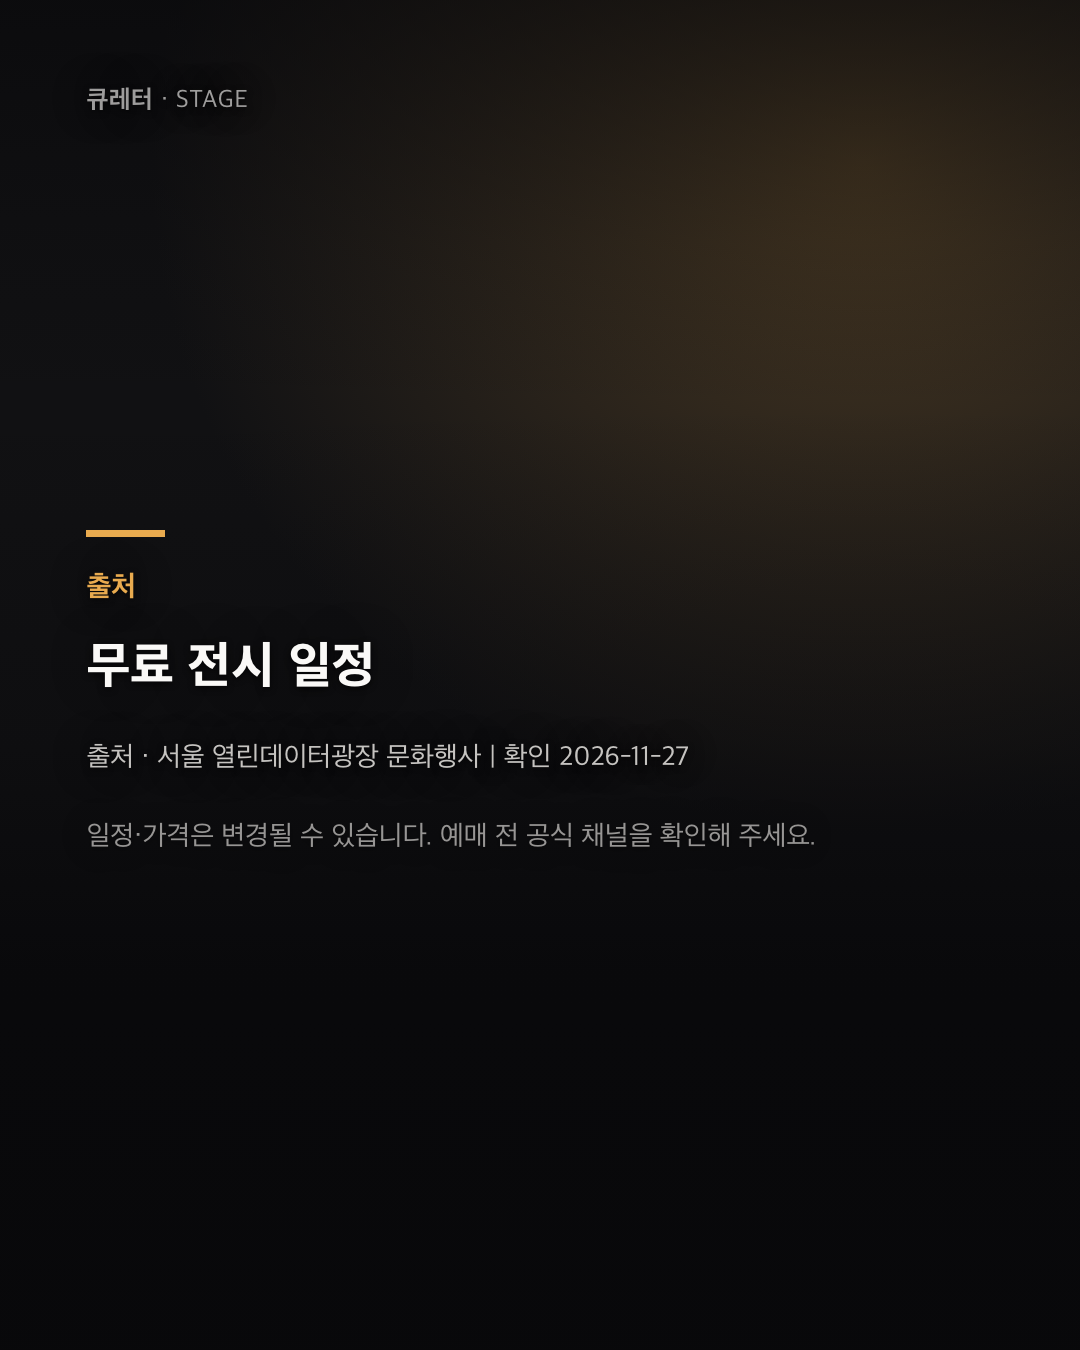 큐레터 · STAGE
출처
무료 전시 일정
출처 · 서울 열린데이터광장 문화행사 | 확인 2026-11-27
일정·가격은 변경될 수 있습니다. 예매 전 공식 채널을 확인해 주세요.